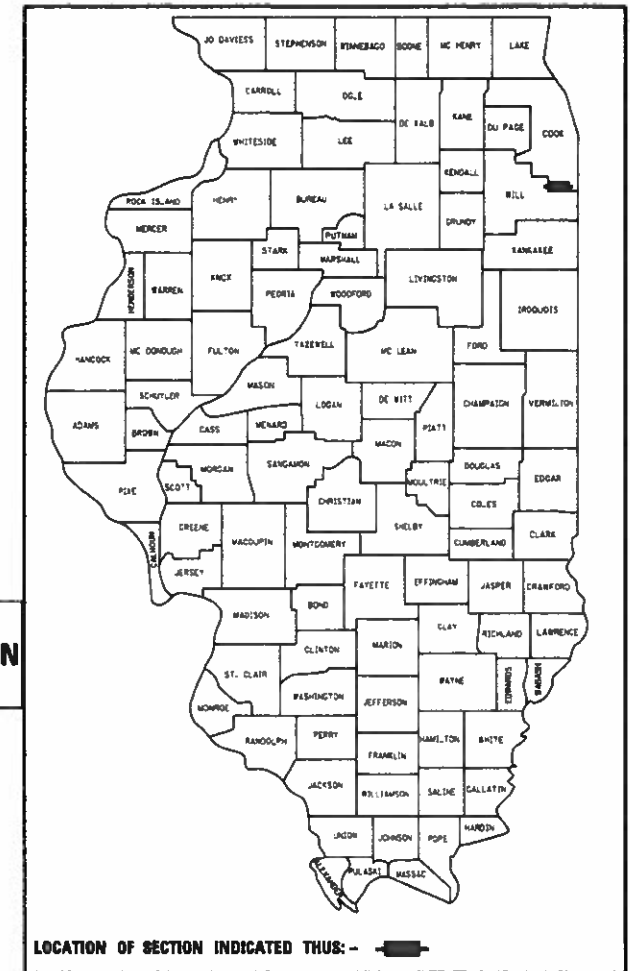 JO DAVIESS STEPHENSON WINNEBAGO BOONE MC HENRY LAKE
CARROLL OGLE DE KALB KANE DU PAGE COOK
WHITESIDE LEE KENDALL WILL
ROCK ISLAND HENRY BUREAU LA SALLE GRUNDY
MERCER PUTNAM KANKAKEE
HENDERSON WARREN KNOX STARK MARSHALL LIVINGSTON
PEORIA WOODFORD IROQUOIS
HANCOCK MC DONOUGH FULTON TAZEWELL MC LEAN FORD
SCHUYLER MASON LOGAN DE WITT CHAMPAIGN VERMILION
ADAMS BROWN CASS MENARD MACON PIATT
MORGAN SANGAMON DOUGLAS EDGAR
PIKE SCOTT CHRISTIAN MOULTRIE COLES
GREENE MACOUPIN MONTGOMERY SHELBY CUMBERLAND CLARK
CALHOUN JERSEY FAYETTE EFFINGHAM JASPER CRAWFORD
MADISON BOND CLAY RICHLAND LAWRENCE
N
CLINTON MARION
ST. CLAIR WASHINGTON WAYNE EDWARDS WABASH
MONROE JEFFERSON
RANDOLPH PERRY HAMILTON WHITE
FRANKLIN
JACKSON WILLIAMSON SALINE GALLATIN
UNION JOHNSON POPE HARDIN
ALEXANDER PULASKI MASSAC
LOCATION OF SECTION INDICATED THUS: -